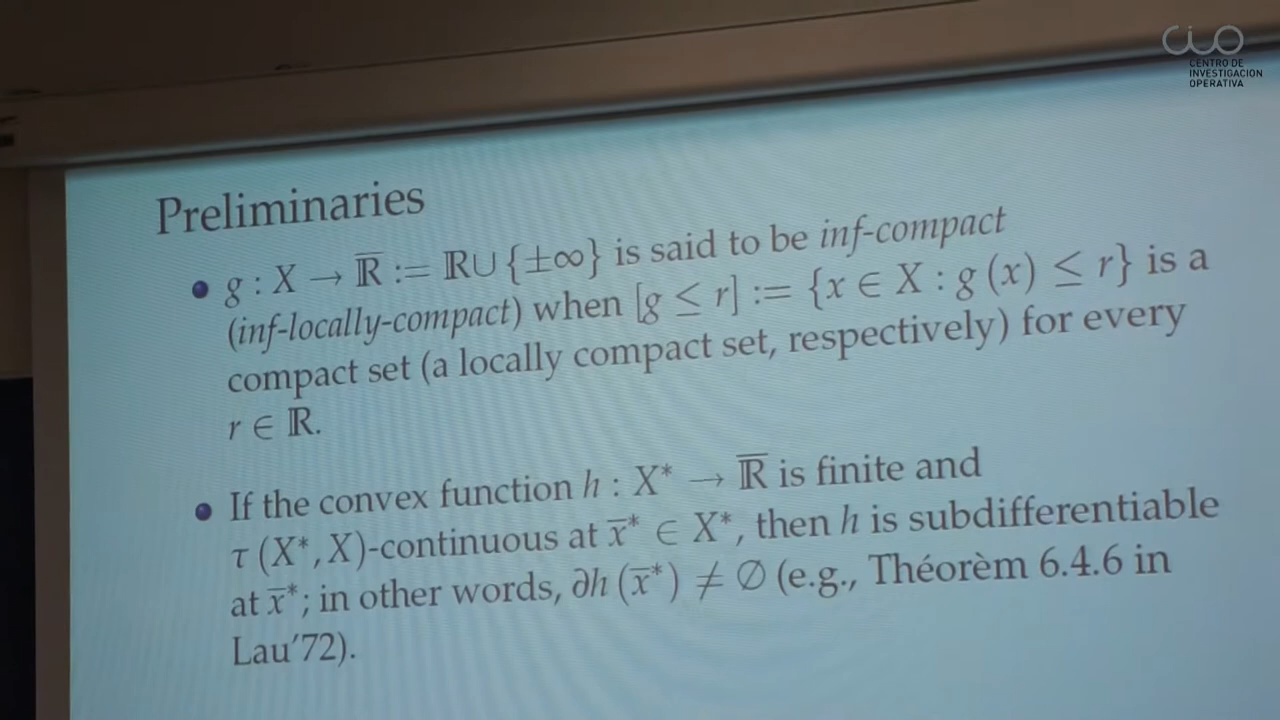 CIO
CENTRO DE
INVESTIGACION
OPERATIVA
Preliminaries
• g : X → ℝ̅ := ℝ∪{±∞} is said to be inf-compact
(inf-locally-compact) when [g ≤ r] := {x ∈ X : g (x) ≤ r} is a
compact set (a locally compact set, respectively) for every
r ∈ ℝ.
• If the convex function h : X* → ℝ̅ is finite and
τ (X*, X)-continuous at x̅* ∈ X*, then h is subdifferentiable
at x̅*; in other words, ∂h (x̅*) ≠ ∅ (e.g., Théorèm 6.4.6 in
Lau'72).